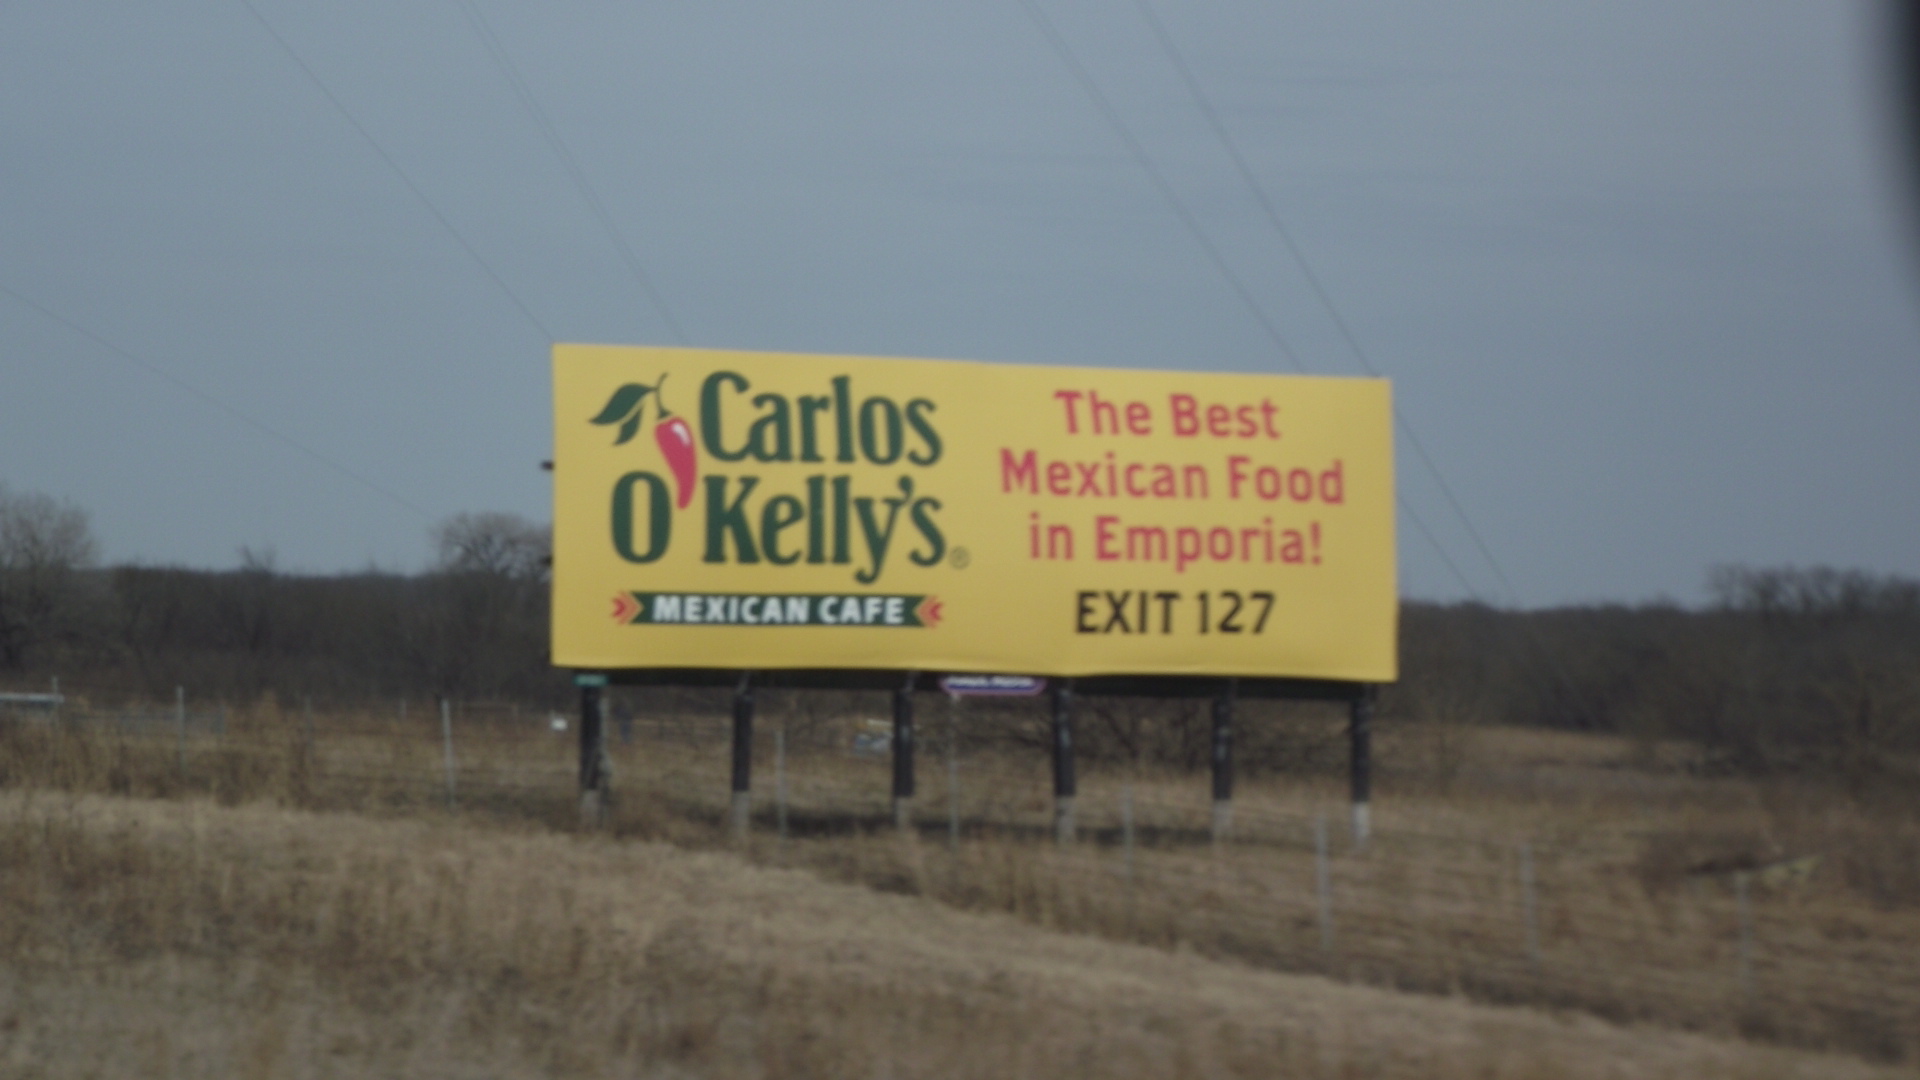 Carlos
O'Kelly's®
MEXICAN CAFE
The Best
Mexican Food
in Emporia!
EXIT 127